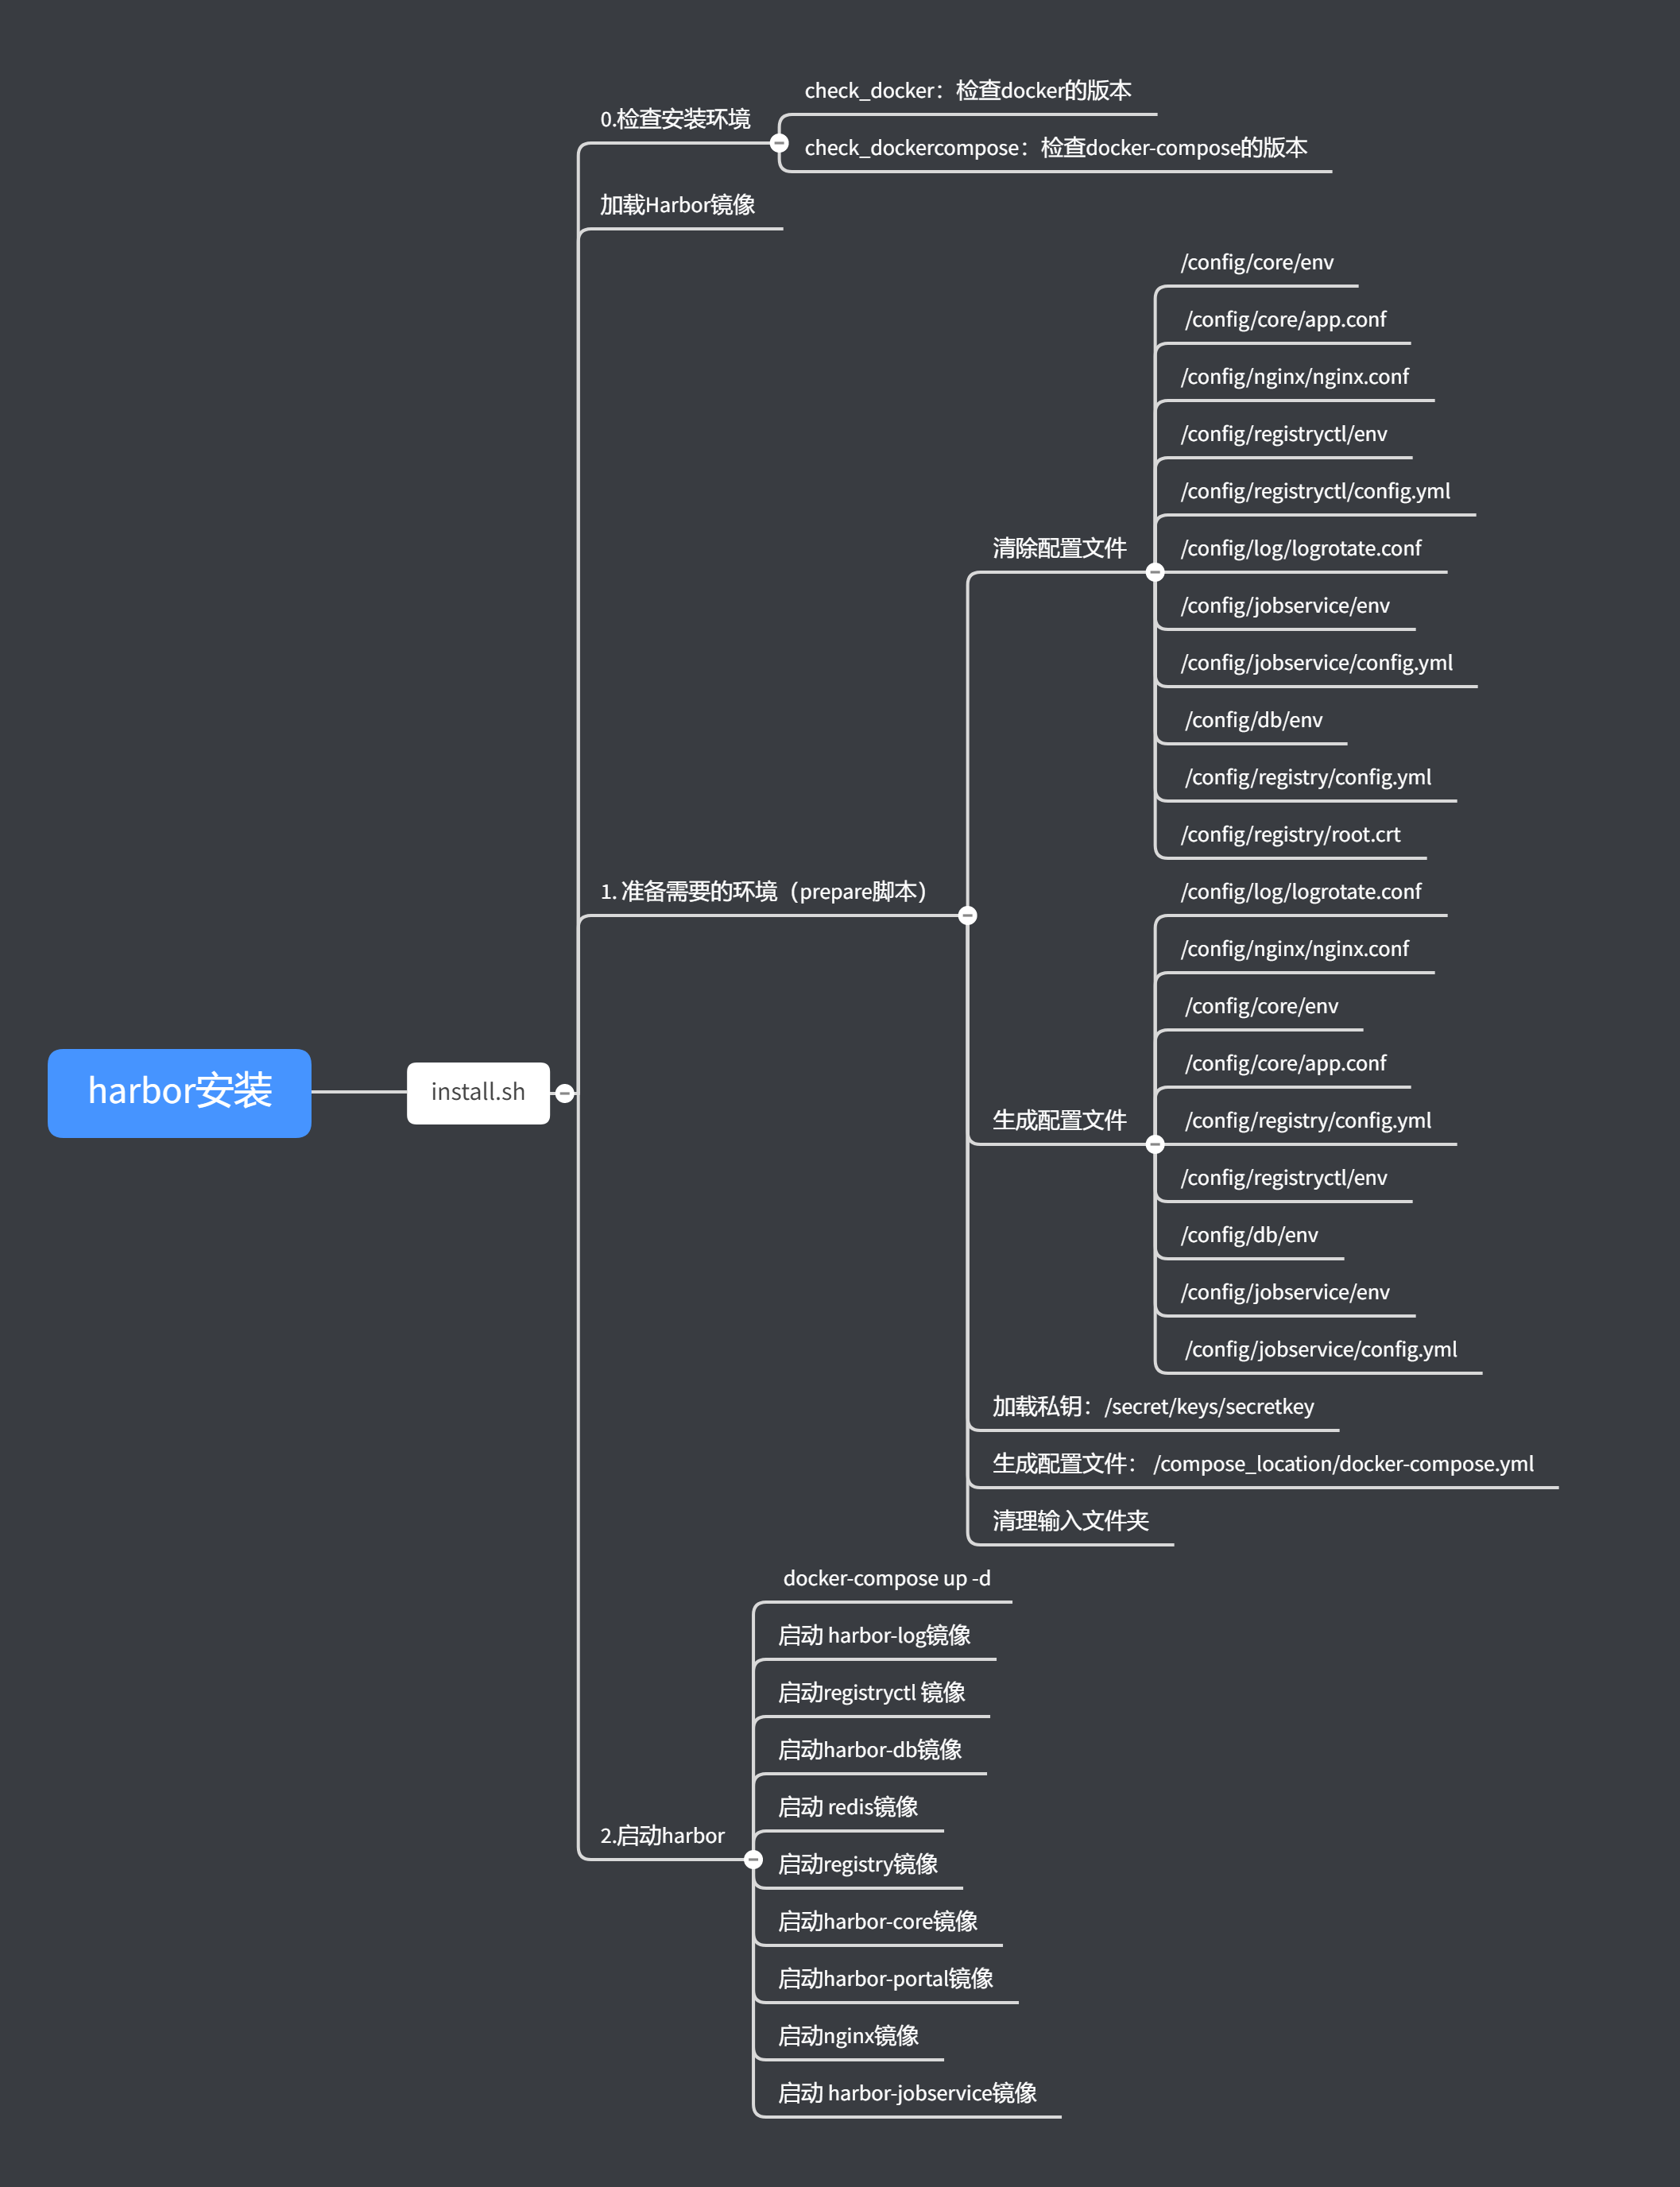 harbor安装
install.sh
0.检查安装环境
check_docker：检查docker的版本
check_dockercompose：检查docker-compose的版本
加载Harbor镜像
1. 准备需要的环境（prepare脚本）
清除配置文件
/config/core/env
/config/core/app.conf
/config/nginx/nginx.conf
/config/registryctl/env
/config/registryctl/config.yml
/config/log/logrotate.conf
/config/jobservice/env
/config/jobservice/config.yml
/config/db/env
/config/registry/config.yml
/config/registry/root.crt
生成配置文件
/config/log/logrotate.conf
/config/nginx/nginx.conf
/config/core/env
/config/core/app.conf
/config/registry/config.yml
/config/registryctl/env
/config/db/env
/config/jobservice/env
/config/jobservice/config.yml
加载私钥：/secret/keys/secretkey
生成配置文件： /compose_location/docker-compose.yml
清理输入文件夹
2.启动harbor
docker-compose up -d
启动 harbor-log镜像
启动registryctl 镜像
启动harbor-db镜像
启动 redis镜像
启动registry镜像
启动harbor-core镜像
启动harbor-portal镜像
启动nginx镜像
启动 harbor-jobservice镜像